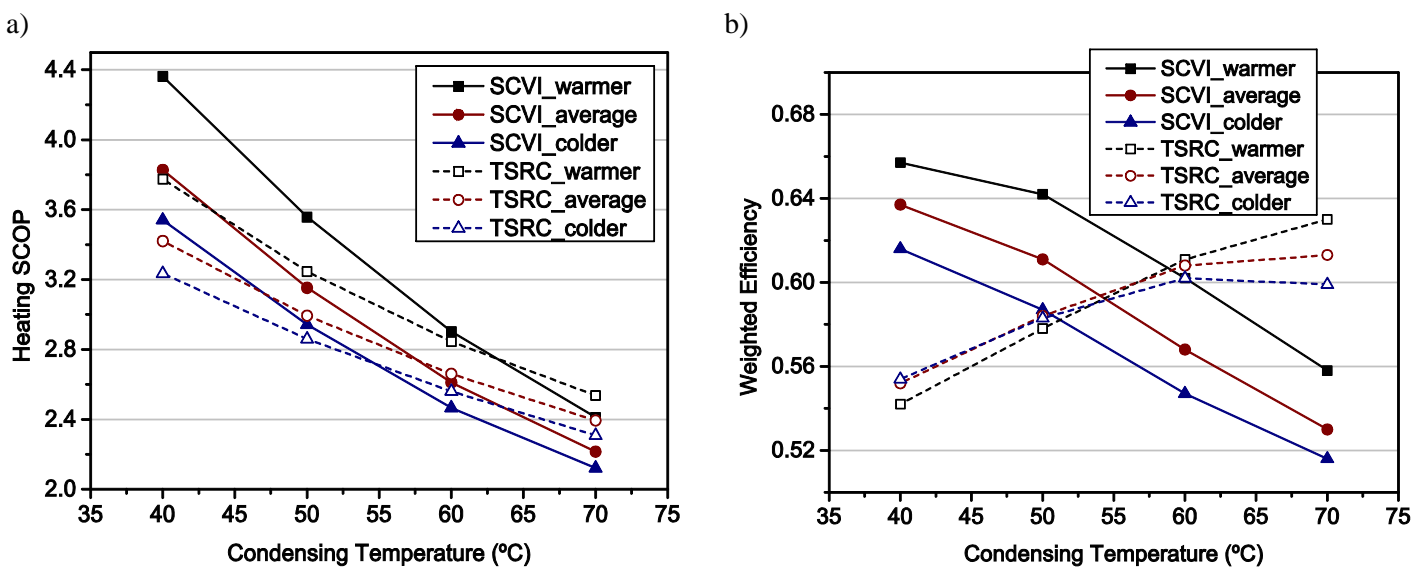 a)
Heating SCOP
4.4
4.0
3.6
3.2
2.8
2.4
2.0
SCVI_warmer
SCVI_average
SCVI_colder
TSRC_warmer
TSRC_average
TSRC_colder
35 40 45 50 55 60 65 70 75
Condensing Temperature (ºC)
b)
Weighted Efficiency
0.68
0.64
0.60
0.56
0.52
SCVI_warmer
SCVI_average
SCVI_colder
TSRC_warmer
TSRC_average
TSRC_colder
35 40 45 50 55 60 65 70 75
Condensing Temperature (ºC)